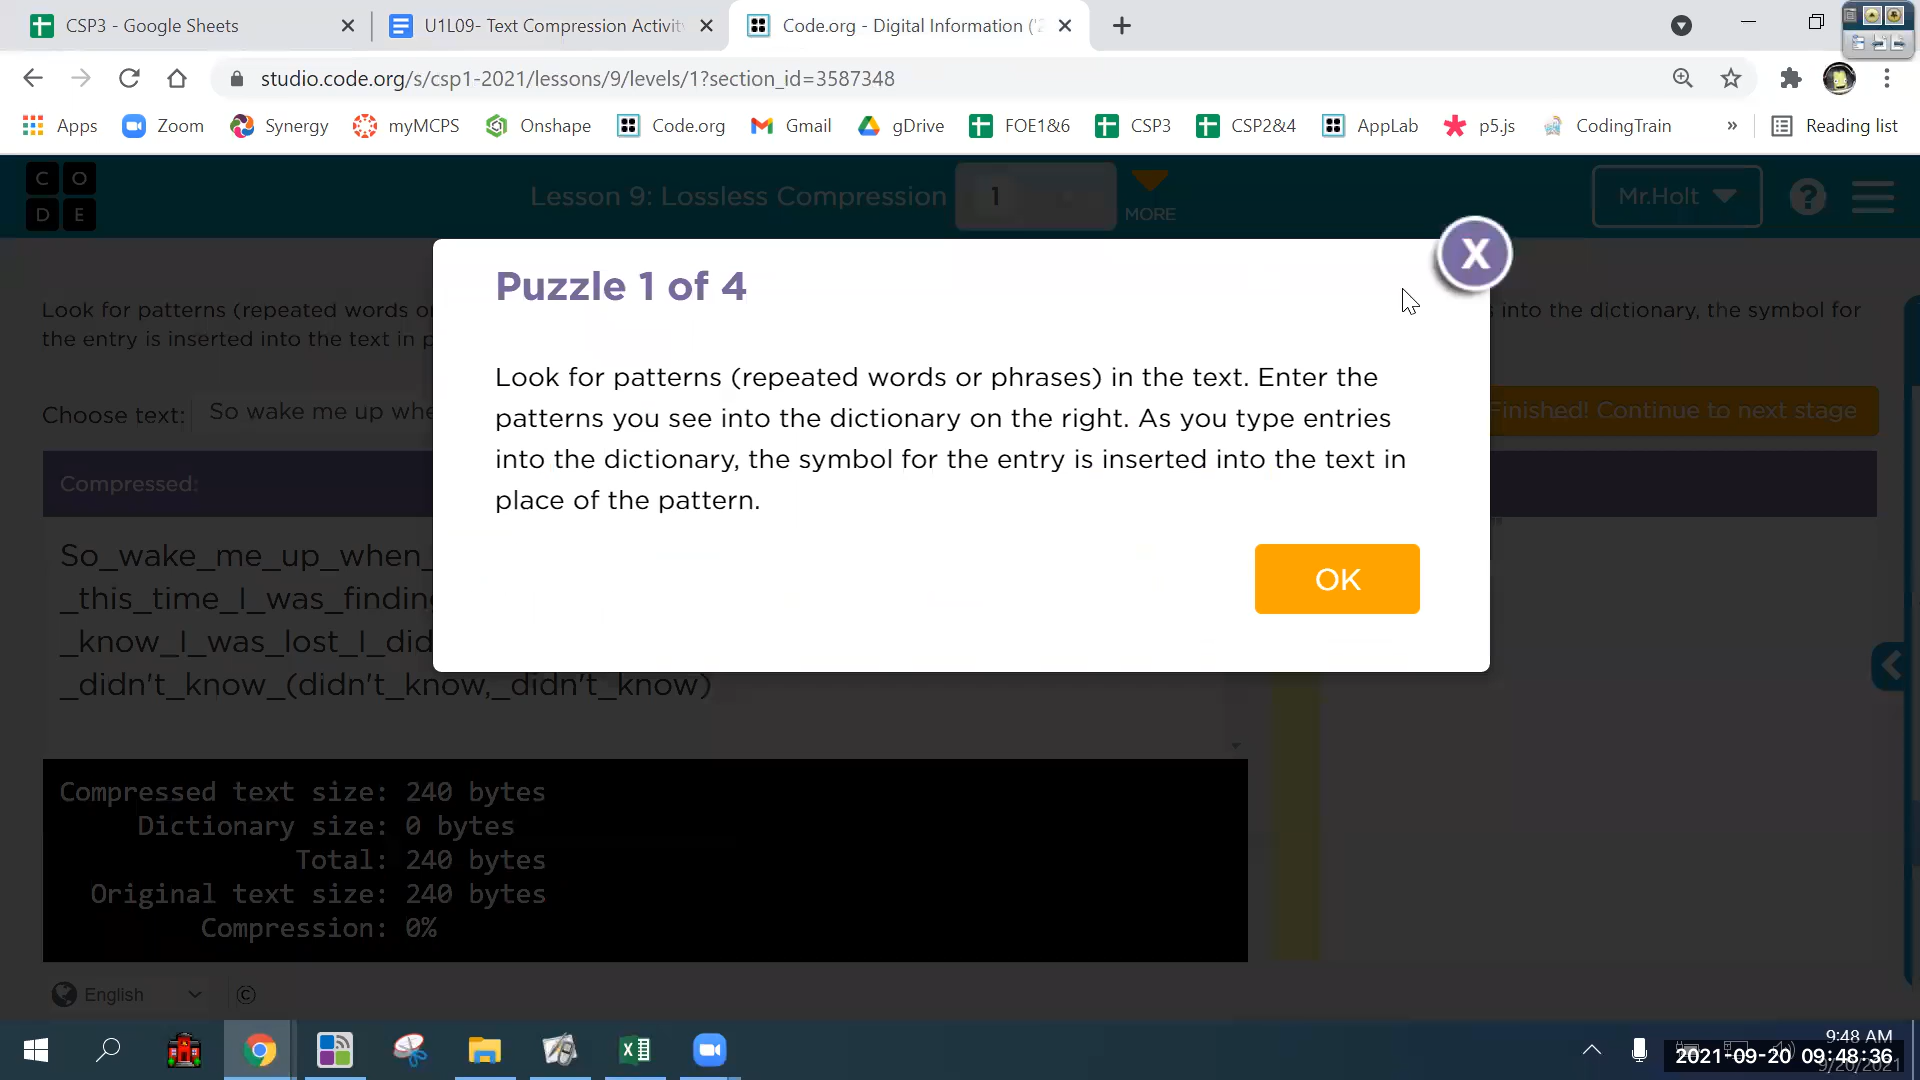 CSP3 - Google Sheets
U1L09- Text Compression Activit
Code.org - Digital Information ('2
studio.code.org/s/csp1-2021/lessons/9/levels/1?section_id=3587348
Apps Zoom Synergy myMCPS Onshape Code.org Gmail gDrive FOE1&6 CSP3 CSP2&4 AppLab p5.js CodingTrain » Reading list
C O
D E
Lesson 9: Lossless Compression
1
MORE
Mr.Holt
?
X
Puzzle 1 of 4
Look for patterns (repeated words o
into the dictionary, the symbol for
the entry is inserted into the text in p
Look for patterns (repeated words or phrases) in the text. Enter the
patterns you see into the dictionary on the right. As you type entries
into the dictionary, the symbol for the entry is inserted into the text in
place of the pattern.
OK
Choose text: So wake me up whe
Finished! Continue to next stage
Compressed:
So_wake_me_up_when_
_this_time_I_was_finding
_know_I_was_lost_I_did
_didn't_know_(didn't_know,_didn't_know)
Compressed text size: 240 bytes
Dictionary size: 0 bytes
Total: 240 bytes
Original text size: 240 bytes
Compression: 0%
English
©
9:48 AM
2021-09-20 09:48:36
9/20/2021